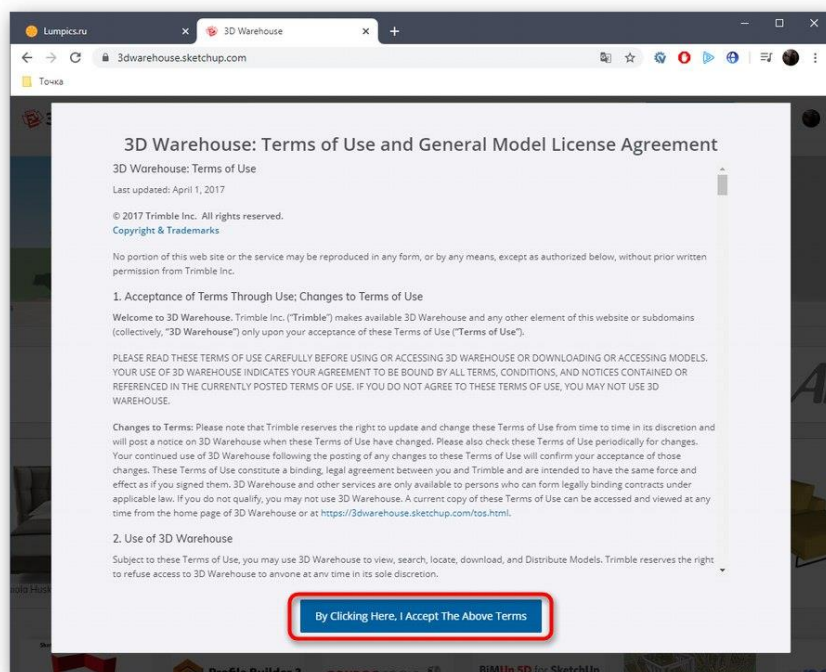 Lumpics.ru
3D Warehouse
3dwarehouse.sketchup.com
Точка
3D Warehouse: Terms of Use and General Model License Agreement
3D Warehouse: Terms of Use
Last updated: April 1, 2017
© 2017 Trimble Inc. All rights reserved.
Copyright & Trademarks
No portion of this web site or the service may be reproduced in any form, or by any means, except as authorized below, without prior written
permission from Trimble Inc.
1. Acceptance of Terms Through Use; Changes to Terms of Use
Welcome to 3D Warehouse. Trimble Inc. ("Trimble") makes available 3D Warehouse and any other element of this website or subdomains
(collectively, "3D Warehouse") only upon your acceptance of these Terms of Use ("Terms of Use").
PLEASE READ THESE TERMS OF USE CAREFULLY BEFORE USING OR ACCESSING 3D WAREHOUSE OR DOWNLOADING OR ACCESSING MODELS.
YOUR USE OF 3D WAREHOUSE INDICATES YOUR AGREEMENT TO BE BOUND BY ALL TERMS, CONDITIONS, AND NOTICES CONTAINED OR
REFERENCED IN THE CURRENTLY POSTED TERMS OF USE. IF YOU DO NOT AGREE TO THESE TERMS OF USE, YOU MAY NOT USE 3D
WAREHOUSE.
Changes to Terms: Please note that Trimble reserves the right to update and change these Terms of Use from time to time in its discretion and
will post a notice on 3D Warehouse when these Terms of Use have changed. Please also check these Terms of Use periodically for changes.
Your continued use of 3D Warehouse following the posting of any changes to these Terms of Use will confirm your acceptance of those
changes. These Terms of Use constitute a binding, legal agreement between you and Trimble and are intended to have the same force and
effect as if you signed them. 3D Warehouse and other services are only available to persons who can form legally binding contracts under
applicable law. If you do not qualify, you may not use 3D Warehouse. A current copy of these Terms of Use can be accessed and viewed at any
time from the home page of 3D Warehouse or at https://3dwarehouse.sketchup.com/tos.html.
2. Use of 3D Warehouse
Subject to these Terms of Use, you may use 3D Warehouse to view, search, locate, download, and Distribute Models. Trimble reserves the right
to refuse access to 3D Warehouse to anyone at any time in its sole discretion.
By Clicking Here, I Accept The Above Terms
Profile Builder 3
BiMUp 5D for SketchUp